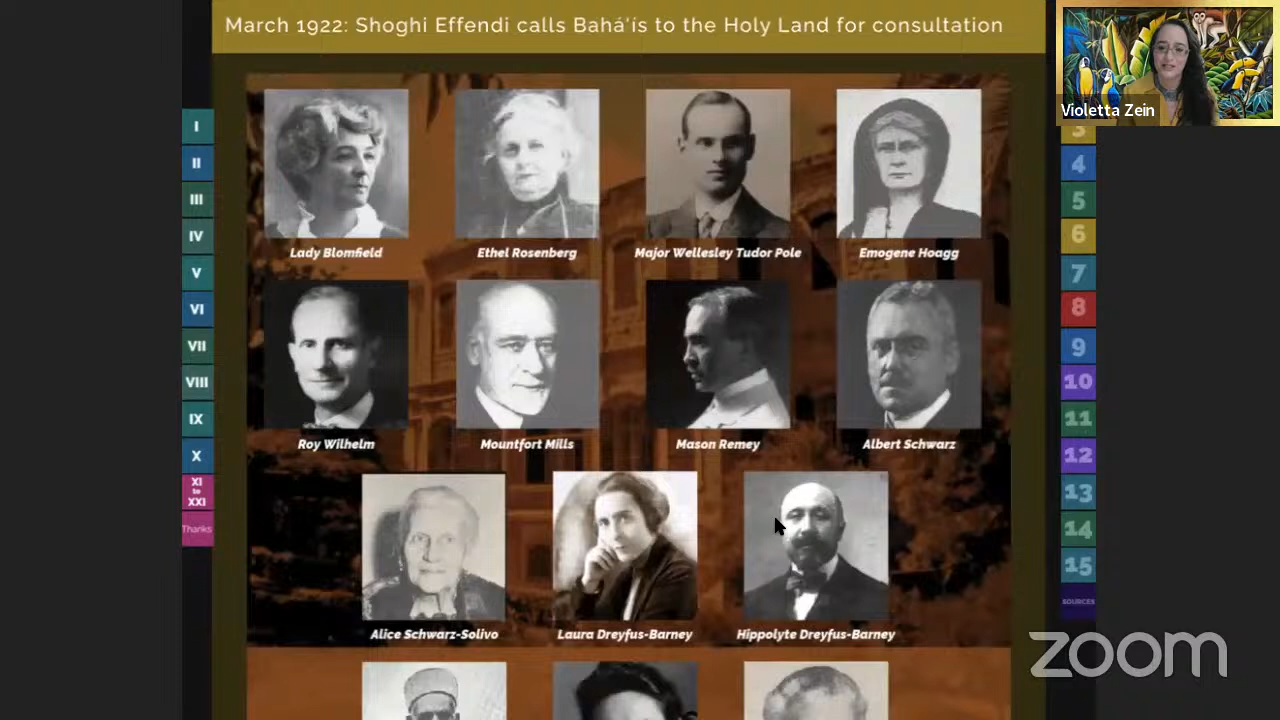 March 1922: Shoghi Effendi calls Bahá'ís to the Holy Land for consultation
Violetta Zein
I
II
III
IV
V
VI
VII
VIII
IX
X
XI
to
XXI
Thanks
Lady Blomfield
Ethel Rosenberg
Major Wellesley Tudor Pole
Emogene Hoagg
Roy Wilhelm
Mountfort Mills
Mason Remey
Albert Schwarz
Alice Schwarz-Solivo
Laura Dreyfus-Barney
Hippolyte Dreyfus-Barney
3
4
5
6
7
8
9
10
11
12
13
14
15
SOURCES
zoom